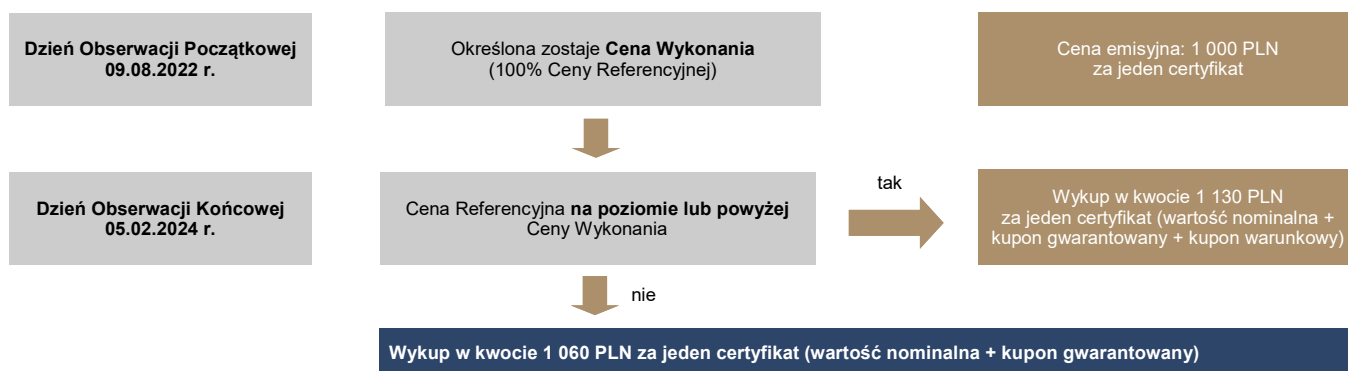 Dzień Obserwacji Początkowej
09.08.2022 r.
Określona zostaje Cena Wykonania
(100% Ceny Referencyjnej)
Cena emisyjna: 1 000 PLN
za jeden certyfikat
Dzień Obserwacji Końcowej
05.02.2024 r.
Cena Referencyjna na poziomie lub powyżej
Ceny Wykonania
tak
Wykup w kwocie 1 130 PLN
za jeden certyfikat (wartość nominalna +
kupon gwarantowany + kupon warunkowy)
nie
Wykup w kwocie 1 060 PLN za jeden certyfikat (wartość nominalna + kupon gwarantowany)